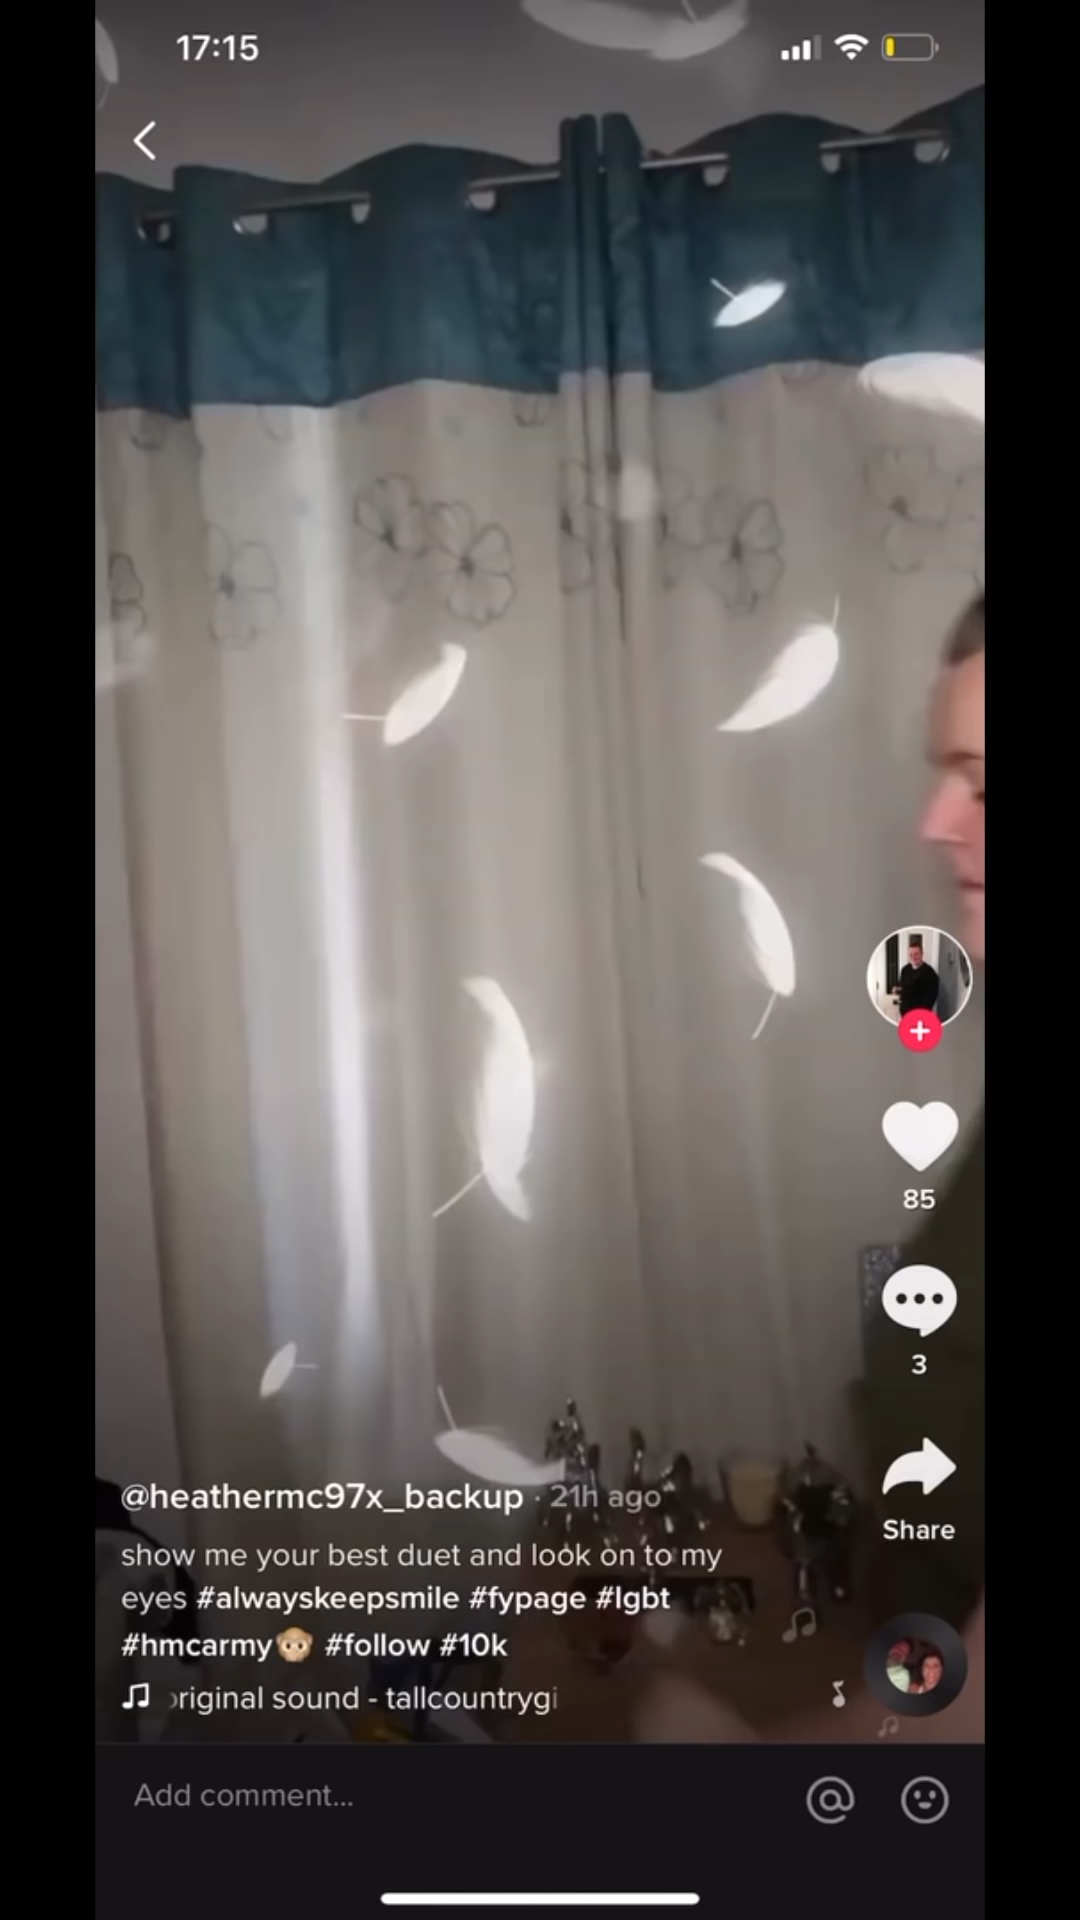 17:15
85
3
Share
@heathermc97x_backup · 21h ago
show me your best duet and look on to my
eyes #alwayskeepsmile #fypage #lgbt
#hmcarmy🐵 #follow #10k
original sound - tallcountrygi
Add comment...